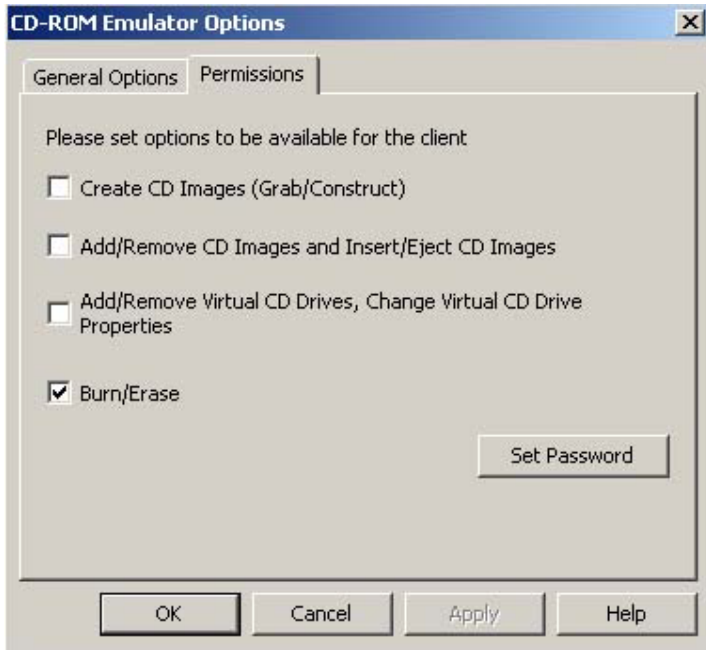 CD-ROM Emulator Options
General Options
Permissions
Please set options to be available for the client
Create CD Images (Grab/Construct)
Add/Remove CD Images and Insert/Eject CD Images
Add/Remove Virtual CD Drives, Change Virtual CD Drive
Properties
Burn/Erase
Set Password
OK
Cancel
Apply
Help